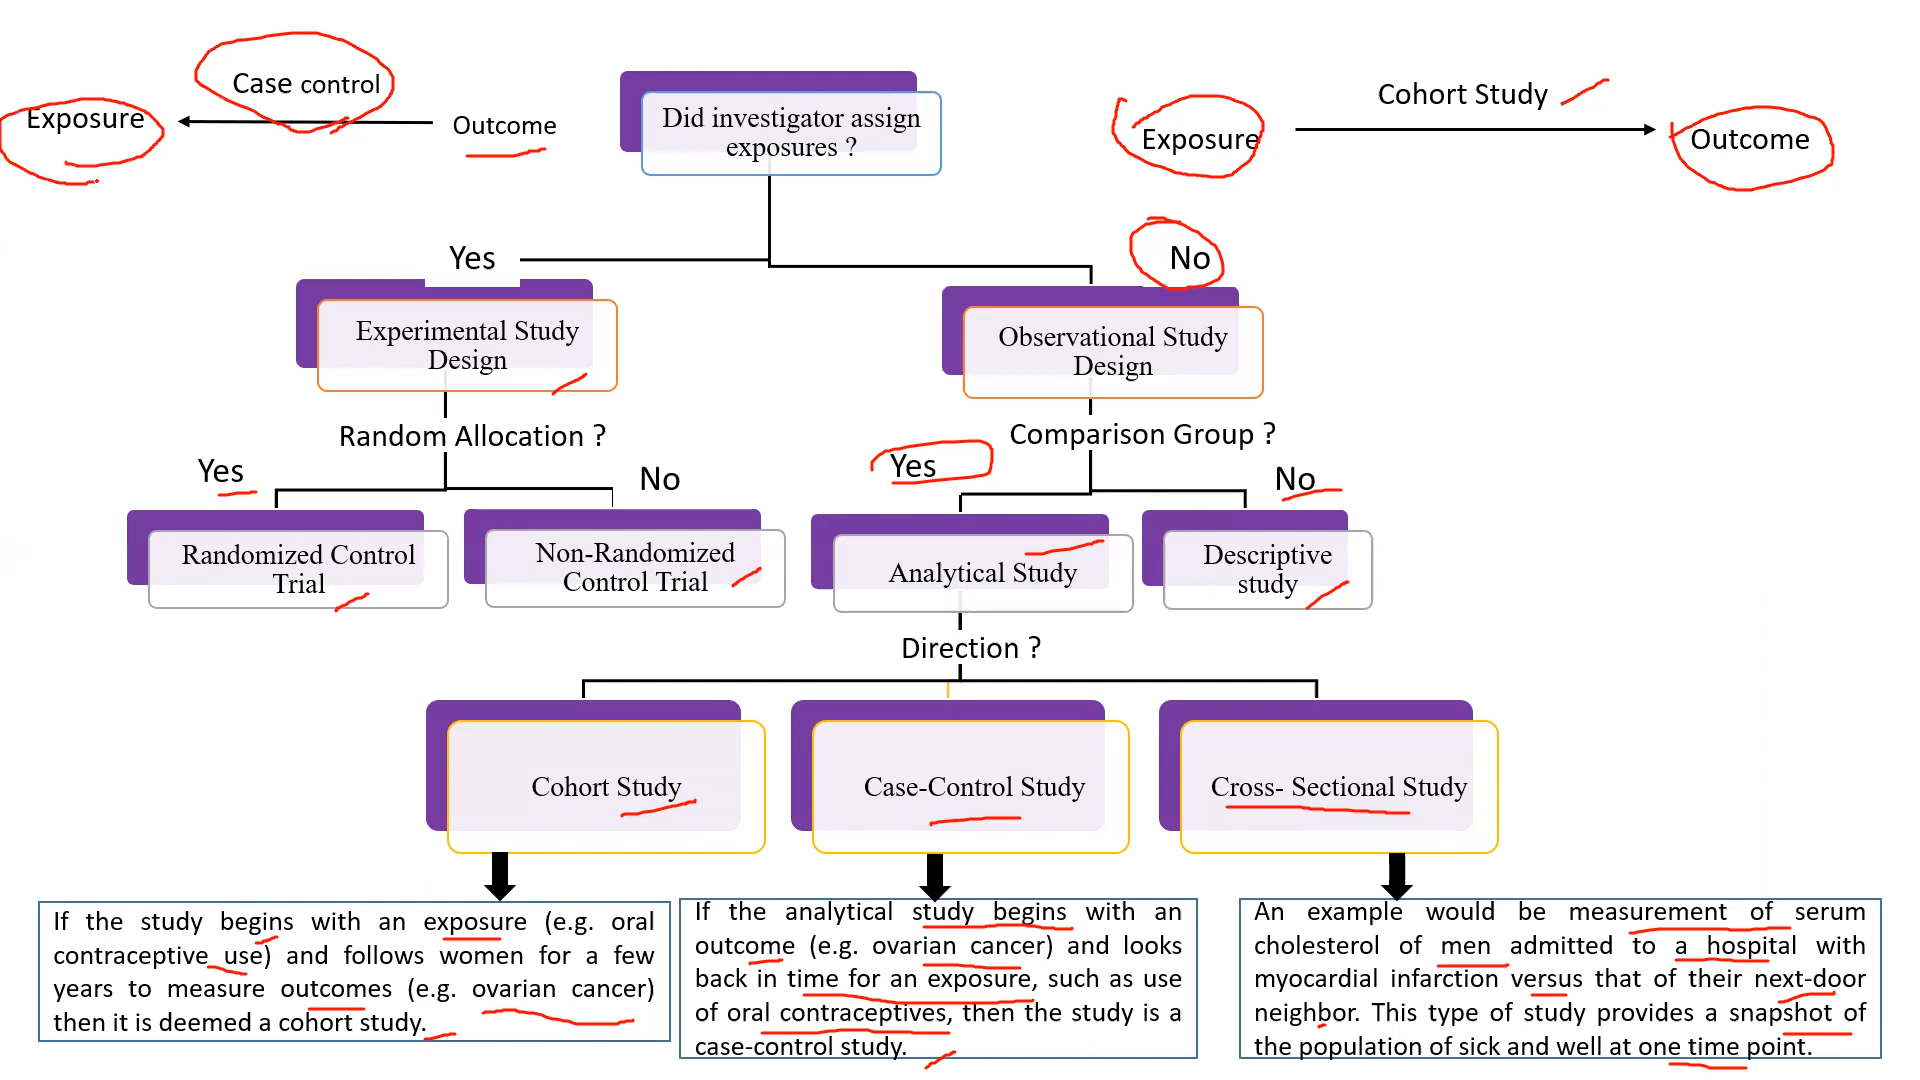 Case control
Exposure
Outcome
Did investigator assign
exposures ?
Cohort Study
Exposure
Outcome
Yes
No
Experimental Study
Design
Observational Study
Design
Random Allocation ?
Comparison Group ?
Yes
No
Yes
No
Randomized Control
Trial
Non-Randomized
Control Trial
Analytical Study
Descriptive
study
Direction ?
Cohort Study
Case-Control Study
Cross- Sectional Study
If the study begins with an exposure (e.g. oral
contraceptive use) and follows women for a few
years to measure outcomes (e.g. ovarian cancer)
then it is deemed a cohort study.
If the analytical study begins with an
outcome (e.g. ovarian cancer) and looks
back in time for an exposure, such as use
of oral contraceptives, then the study is a
case-control study.
An example would be measurement of serum
cholesterol of men admitted to a hospital with
myocardial infarction versus that of their next-door
neighbor. This type of study provides a snapshot of
the population of sick and well at one time point.